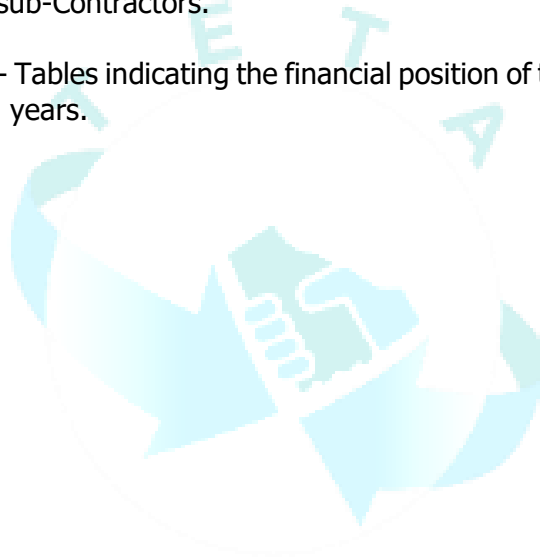 sub-Contractors.
E T
- Tables indicating the financial position of
T A
years.